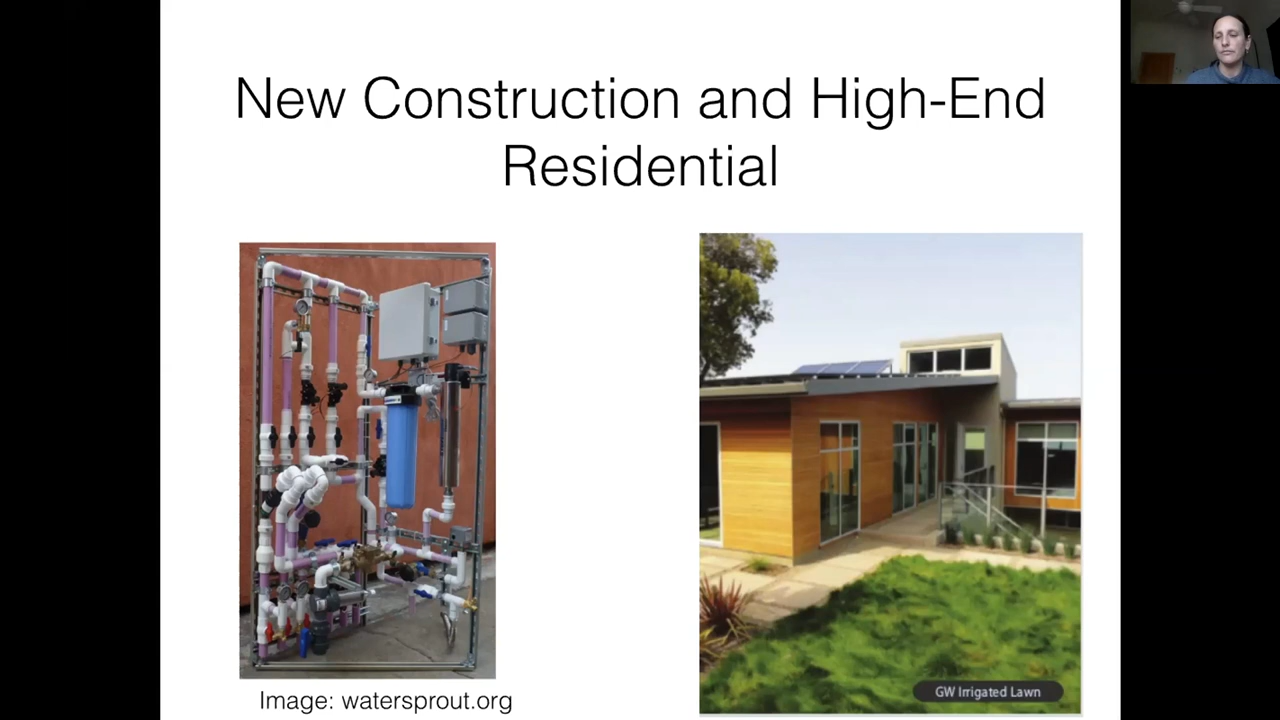 New Construction and High-End
Residential
GW Irrigated Lawn
Image: watersprout.org